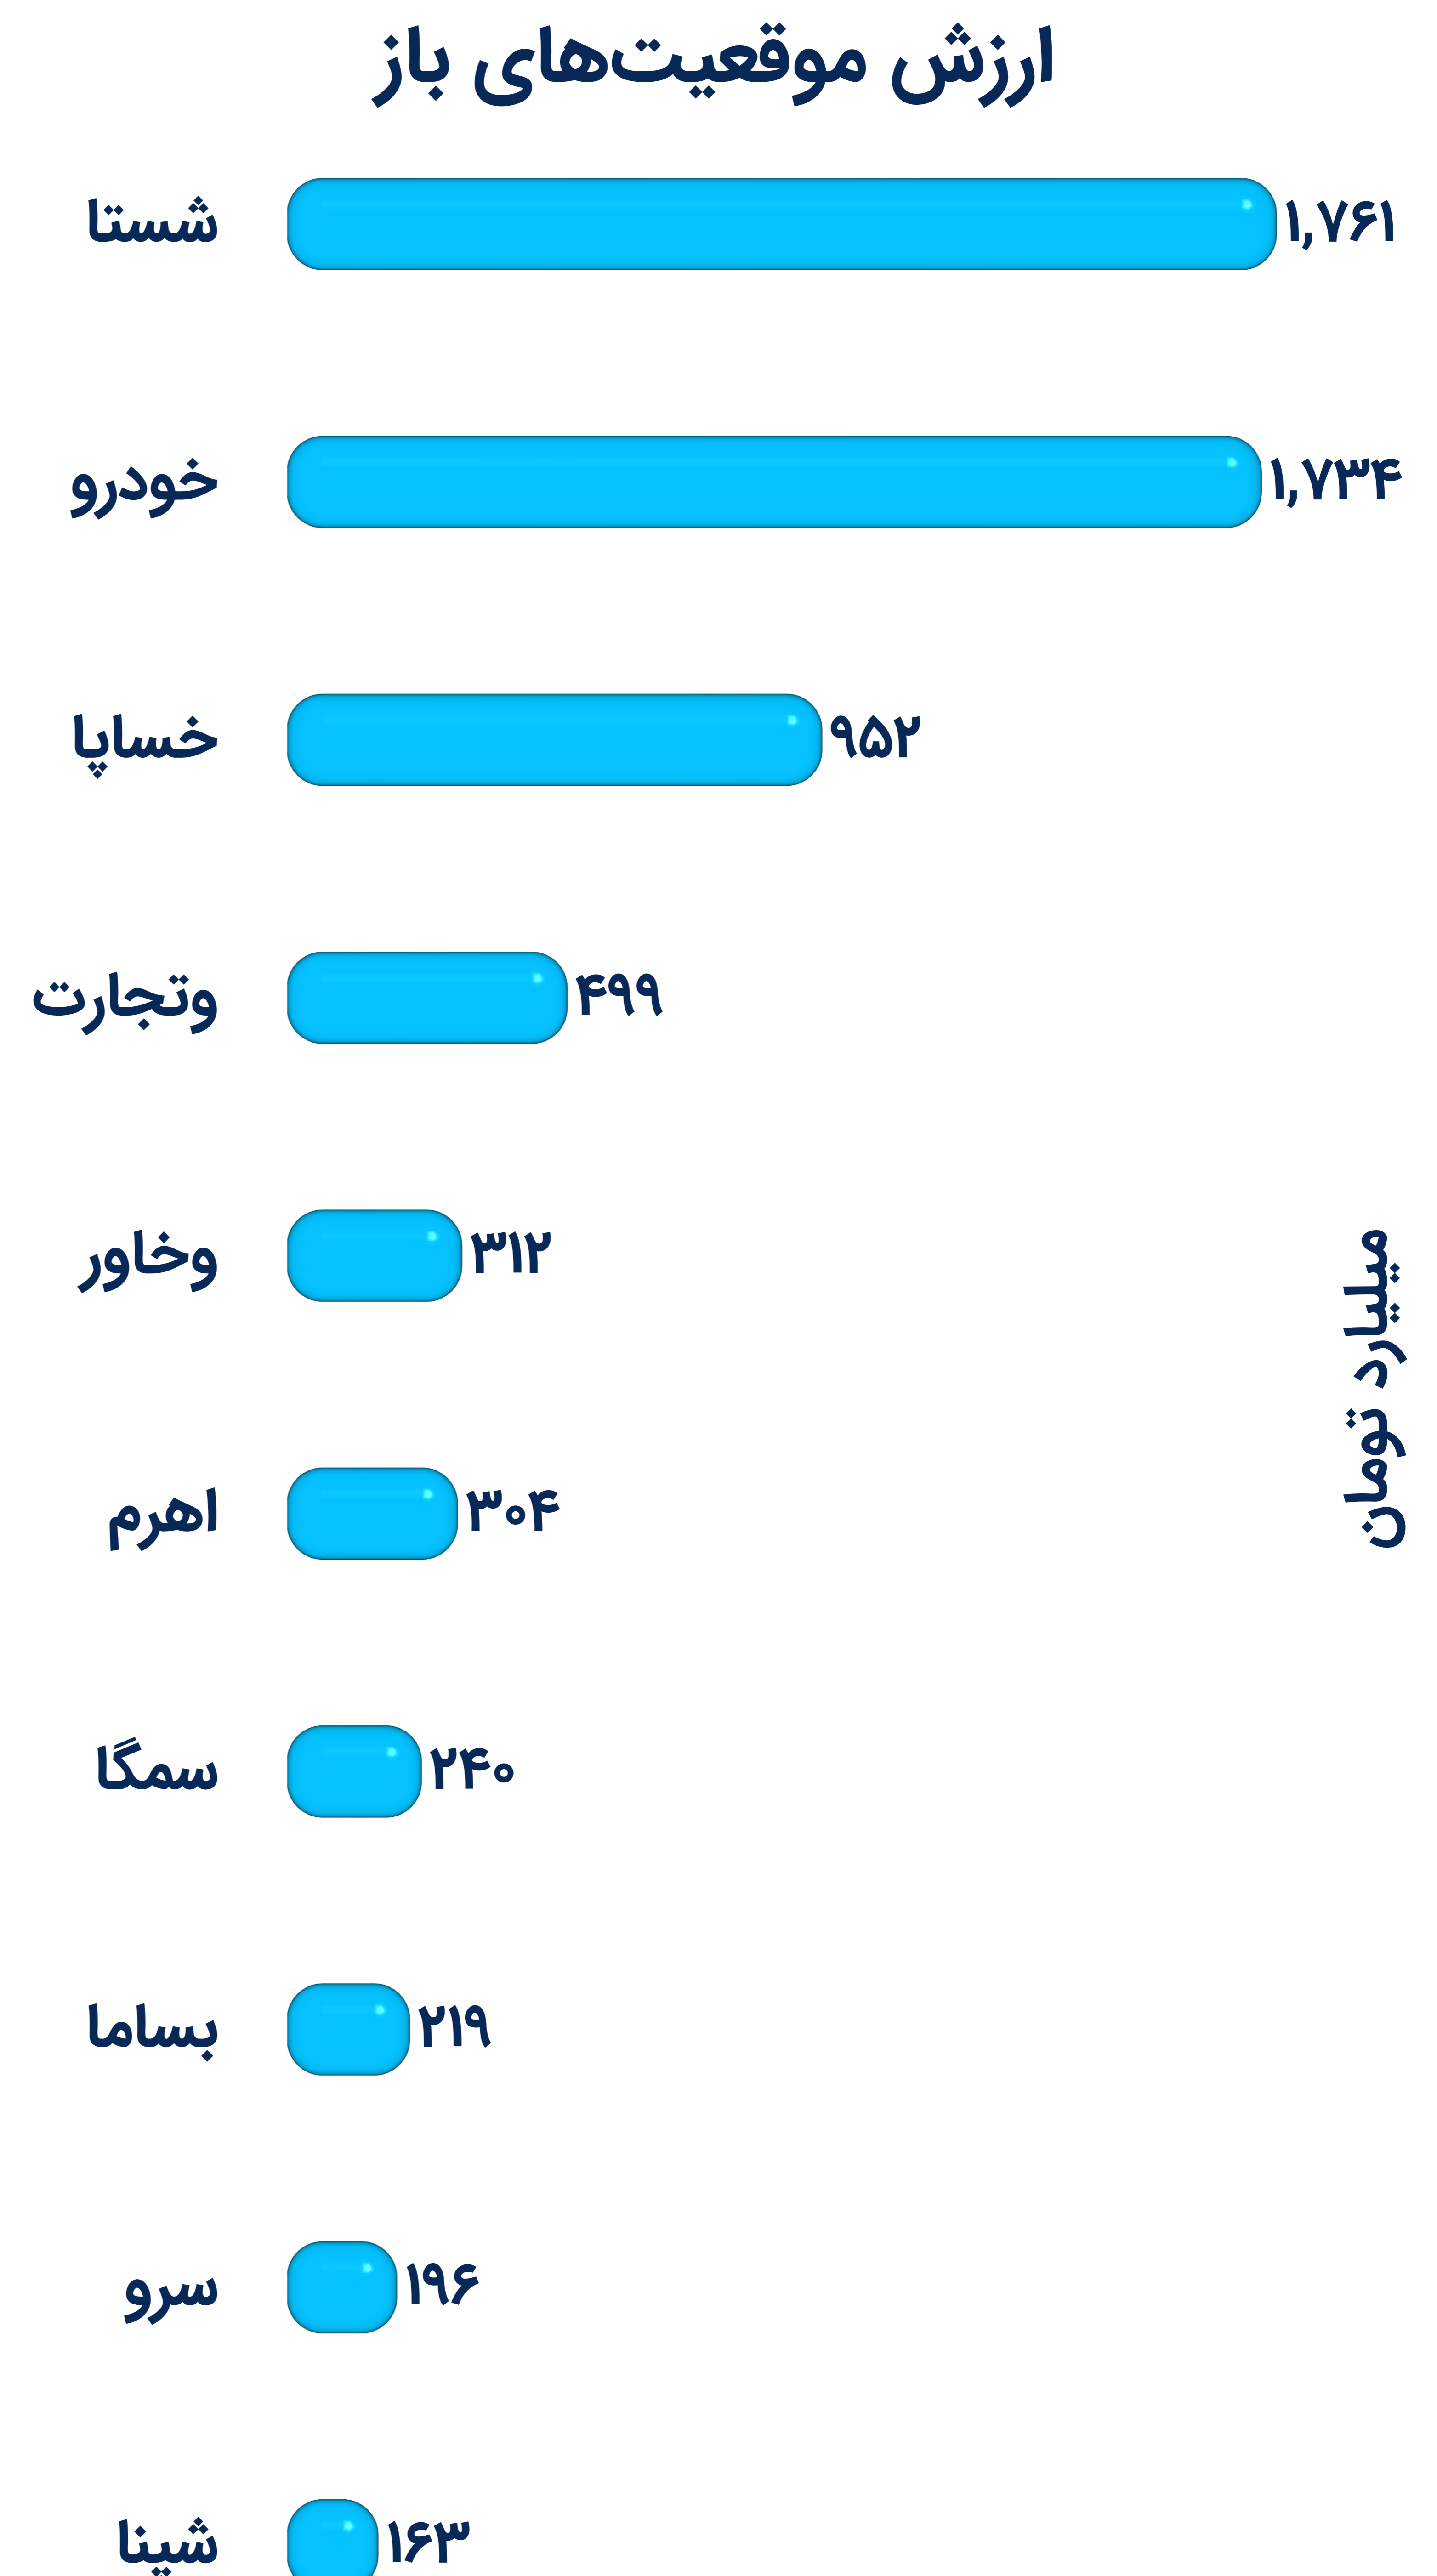 ارزش موقعیت‌های باز
شستا ۱,۷۶۱
خودرو ۱,۷۳۴
خساپا ۹۵۲
وتجارت ۴۹۹
وخاور ۳۱۲
اهرم ۳۰۴
سمگا ۲۴۰
بساما ۲۱۹
سرو ۱۹۶
شپنا ۱۶۳
میلیارد تومان